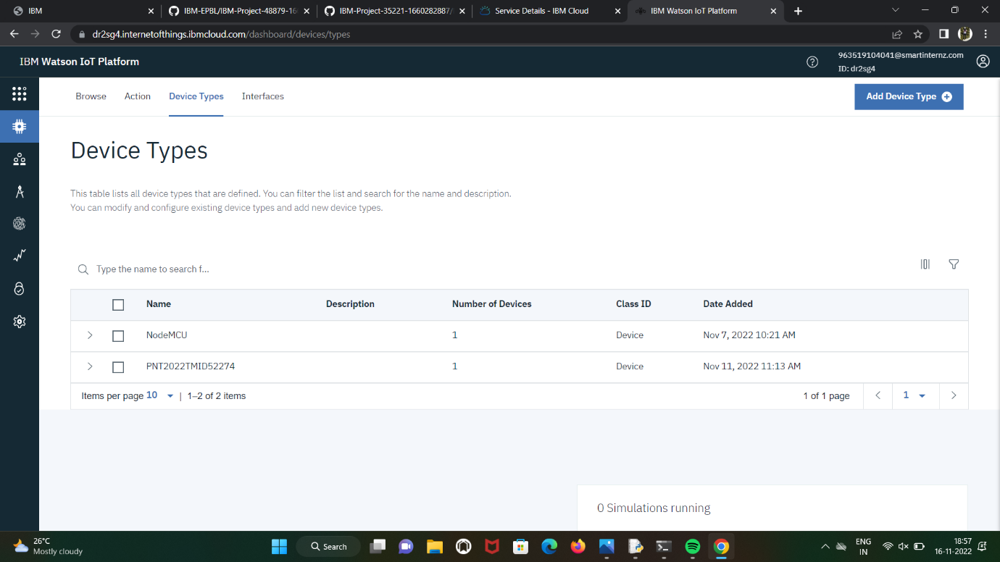 IBM
IBM-EPBL/IBM-Project-48879-16
IBM-Project-35221-1660282887/
Service Details - IBM Cloud
IBM Watson IoT Platform
dr2sg4.internetofthings.ibmcloud.com/dashboard/devices/types
IBM Watson IoT Platform
963519104041@smartinternz.com
ID: dr2sg4
Browse
Action
Device Types
Interfaces
Add Device Type
Device Types
This table lists all device types that are defined. You can filter the list and search for the name and description.
You can modify and configure existing device types and add new device types.
Type the name to search f...
Name Description Number of Devices Class ID Date Added
NodeMCU 1 Device Nov 7, 2022 10:21 AM
PNT2022TMID52274 1 Device Nov 11, 2022 11:13 AM
Items per page 10 | 1–2 of 2 items 1 of 1 page 1
0 Simulations running
26°C
Mostly cloudy
Search
ENG
IN
18:57
16-11-2022